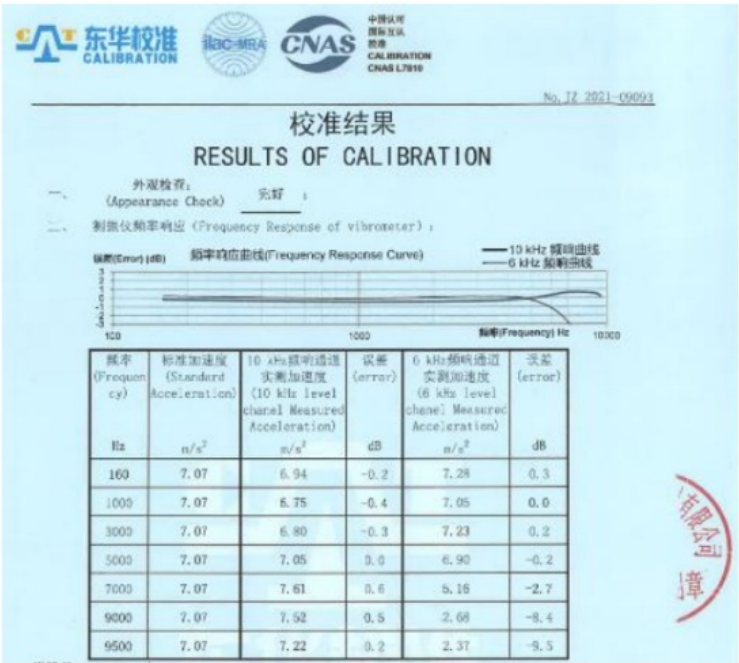 CAT 东华校准
CALIBRATION
ilac-MRA
CNAS
中国认可
国际互认
校准
CALIBRATION
CNAS L7810
No. JZ 2021-09093
校准结果
RESULTS OF CALIBRATION
一、 外观检查:
(Appearance Check) 完好 ;
二、 测振仪频率响应 (Frequency Response of vibrometer):
误差(Error)(dB) 频率响应曲线(Frequency Response Curve)
10 kHz 频响曲线
6 kHz 频响曲线
100 1000 频率(Frequency) Hz 10000
频率 (Frequen cy) Hz
标准加速度 (Standard Acceleration) m/s²
10 kHz频响通道 实测加速度 (10 kHz level chanel Measured Acceleration) m/s²
误差 (error) dB
6 kHz频响通道 实测加速度 (6 kHz level chanel Measured Acceleration) m/s²
误差 (error) dB
160 7.07 6.94 -0.2 7.28 0.3
1000 7.07 6.75 -0.4 7.05 0.0
3000 7.07 6.80 -0.3 7.23 0.2
5000 7.07 7.05 0.0 6.90 -0.2
7000 7.07 7.61 0.6 5.16 -2.7
9000 7.07 7.52 0.5 2.68 -8.4
9500 7.07 7.22 0.2 2.37 -9.5
有限公司
章